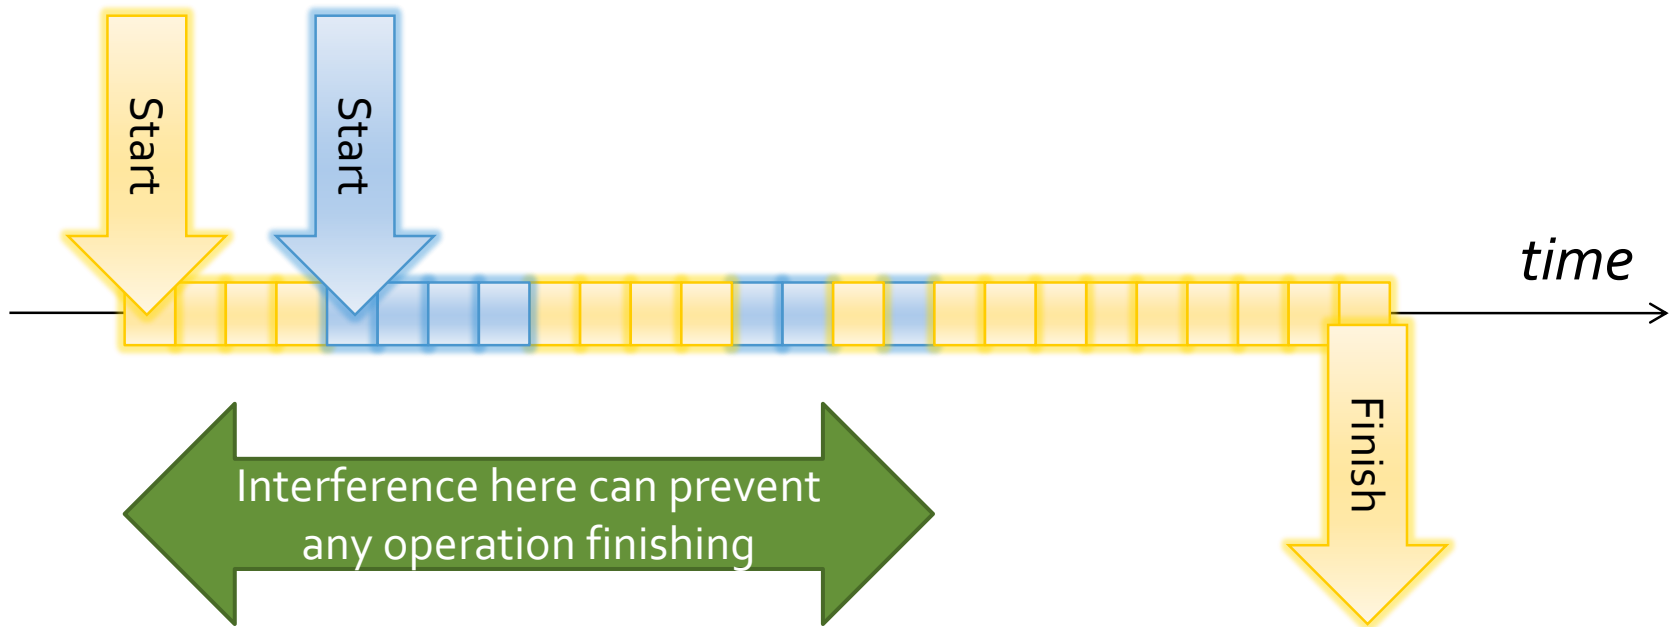 Start
Start
time
Interference here can prevent
any operation finishing
Finish